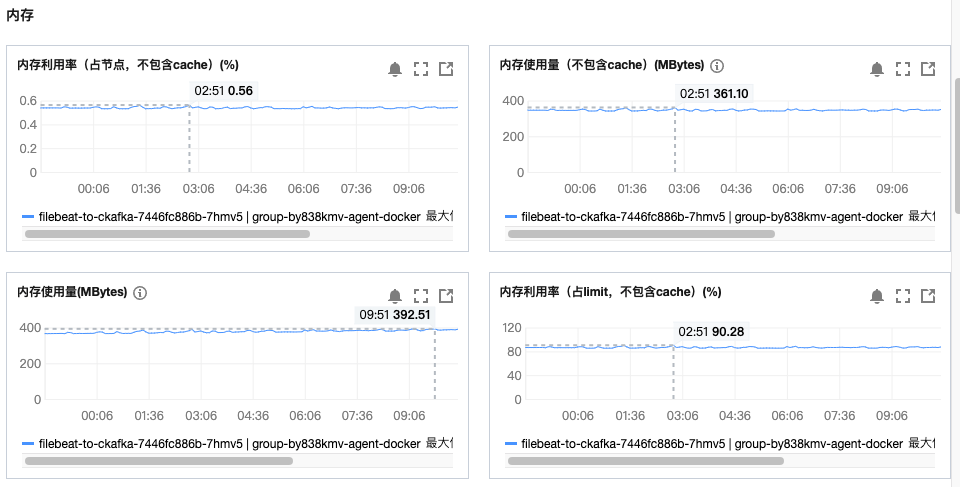 内存
内存利用率（占节点，不包含cache）(%)
02:51 0.56
0.6
0.4
0.2
0
00:06 01:36 03:06 04:36 06:06 07:36 09:06
filebeat-to-ckafka-7446fc886b-7hmv5 | group-by838kmv-agent-docker 最大
内存使用量（不包含cache）(MBytes)
02:51 361.10
400
200
0
00:06 01:36 03:06 04:36 06:06 07:36 09:06
filebeat-to-ckafka-7446fc886b-7hmv5 | group-by838kmv-agent-docker 最大
内存使用量(MBytes)
09:51 392.51
400
200
0
00:06 01:36 03:06 04:36 06:06 07:36 09:06
filebeat-to-ckafka-7446fc886b-7hmv5 | group-by838kmv-agent-docker 最大
内存利用率（占limit，不包含cache）(%)
02:51 90.28
120
80
40
0
00:06 01:36 03:06 04:36 06:06 07:36 09:06
filebeat-to-ckafka-7446fc886b-7hmv5 | group-by838kmv-agent-docker 最大